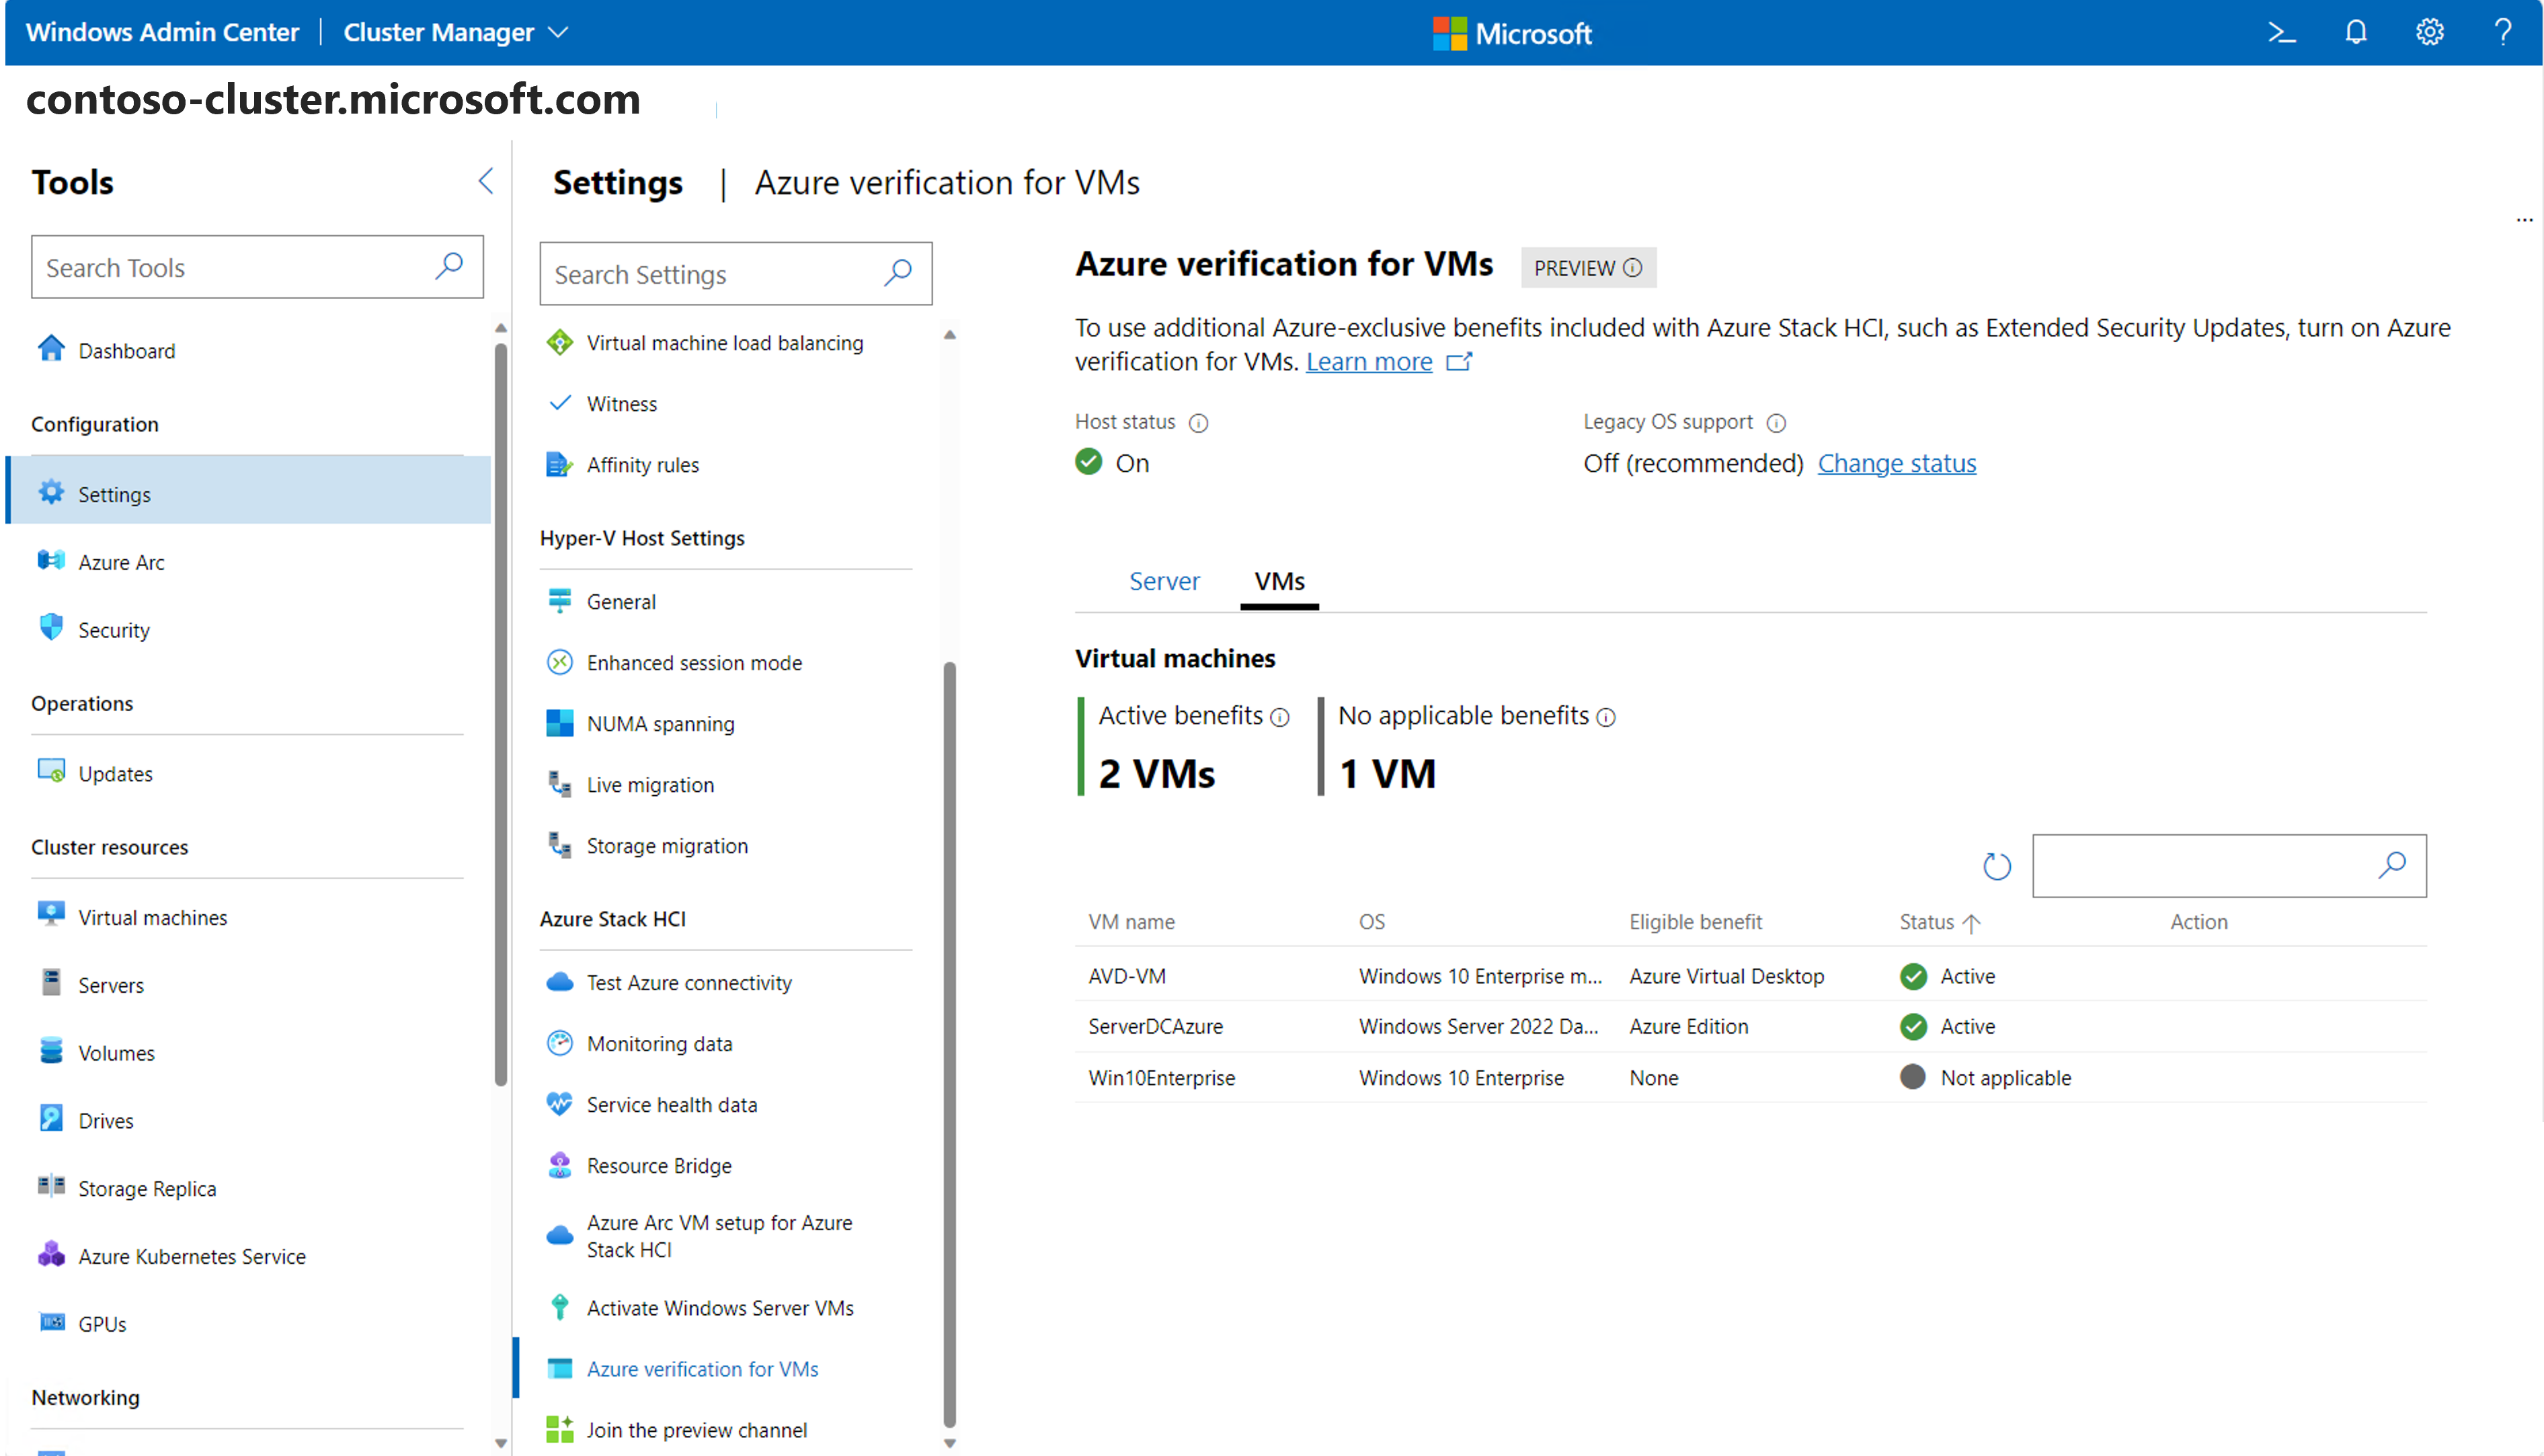 Windows Admin Center | Cluster Manager
Microsoft
contoso-cluster.microsoft.com
Tools
Search Tools
Dashboard
Configuration
Settings
Azure Arc
Security
Operations
Updates
Cluster resources
Virtual machines
Servers
Volumes
Drives
Storage Replica
Azure Kubernetes Service
GPUs
Networking
Settings | Azure verification for VMs
Search Settings
Virtual machine load balancing
Witness
Affinity rules
Hyper-V Host Settings
General
Enhanced session mode
NUMA spanning
Live migration
Storage migration
Azure Stack HCI
Test Azure connectivity
Monitoring data
Service health data
Resource Bridge
Azure Arc VM setup for Azure
Stack HCI
Activate Windows Server VMs
Azure verification for VMs
Join the preview channel
...
Azure verification for VMs PREVIEW
To use additional Azure-exclusive benefits included with Azure Stack HCI, such as Extended Security Updates, turn on Azure
verification for VMs. Learn more
Host status Legacy OS support
On Off (recommended) Change status
Server VMs
Virtual machines
Active benefits No applicable benefits
2 VMs 1 VM
VM name OS Eligible benefit Status Action
AVD-VM Windows 10 Enterprise m... Azure Virtual Desktop Active
ServerDCAzure Windows Server 2022 Da... Azure Edition Active
Win10Enterprise Windows 10 Enterprise None Not applicable